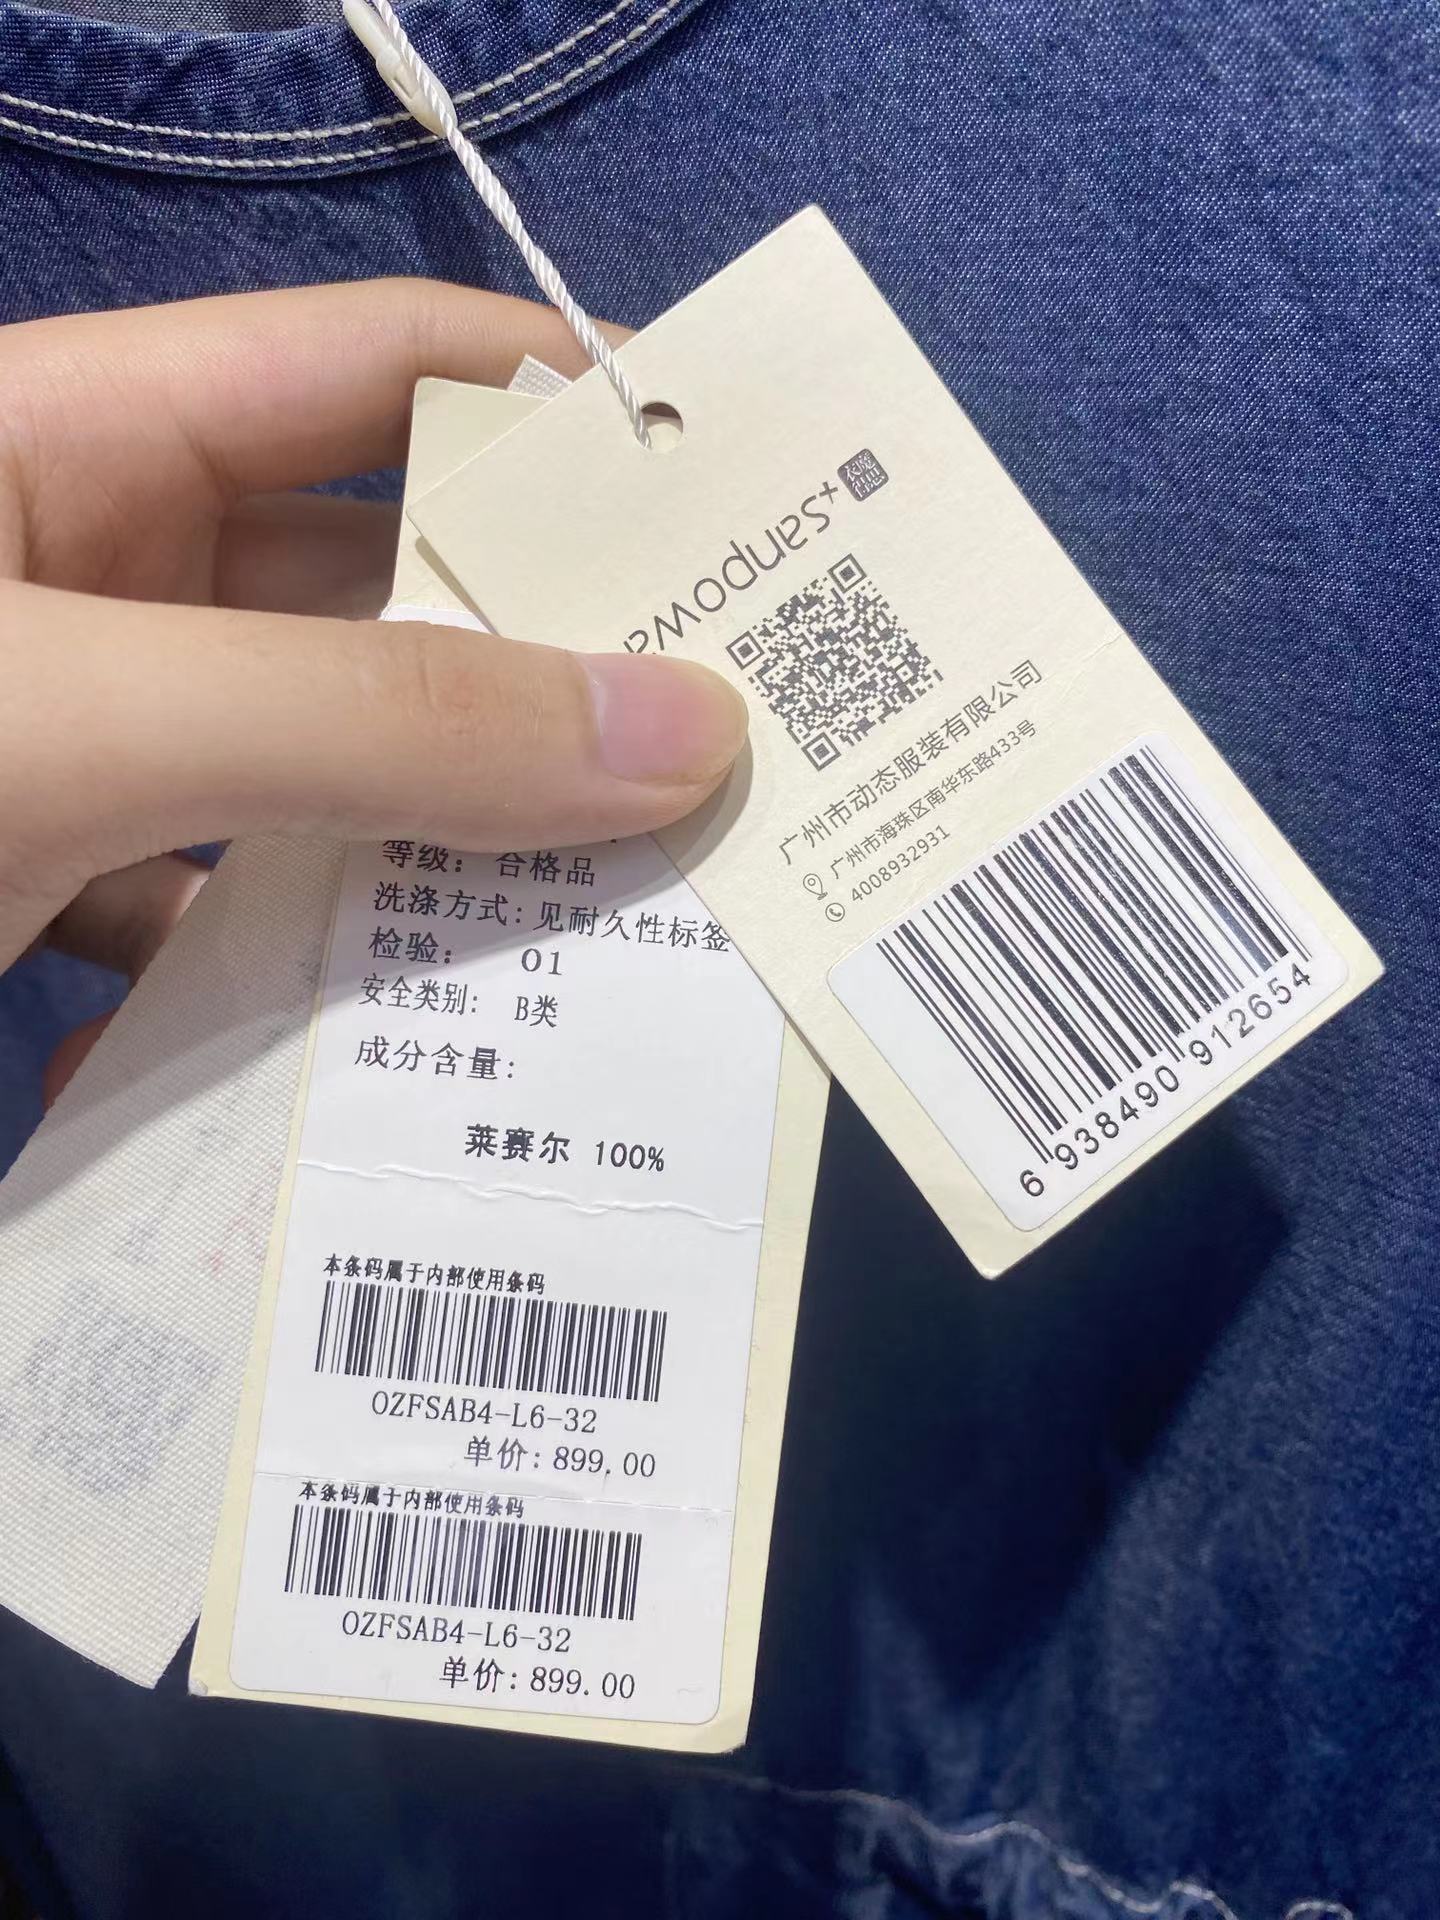 衣魔
得思
+Sanpowa
广州市动态服装有限公司
广州市海珠区南华东路433号
4008932931
6 938490 912654
等级: 合格品
洗涤方式: 见耐久性标签
检验: 01
安全类别: B类
成分含量:
莱赛尔 100%
本条码属于内部使用条码
OZFSAB4-L6-32
单价: 899.00
本条码属于内部使用条码
OZFSAB4-L6-32
单价: 899.00